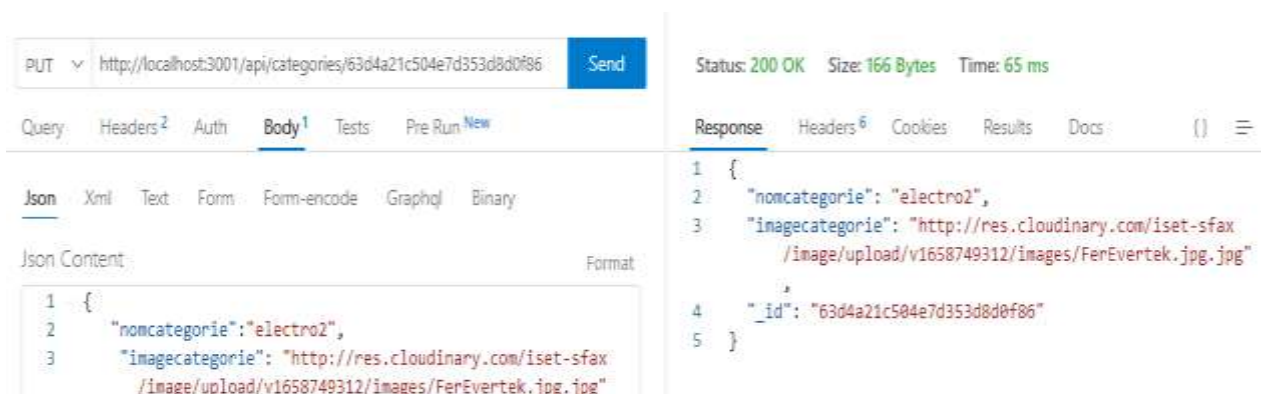 PUT http://localhost:3001/api/categories/63d4a21c504e7d353d8d0f86 Send
Query Headers 2 Auth Body 1 Tests Pre Run New
Json Xml Text Form Form-encode Graphql Binary
Json Content Format
1 {
2 "nomcategorie":"electro2",
3 "imagecategorie": "http://res.cloudinary.com/iset-sfax
/image/upload/v1658749312/images/FerEvertek.jpg.jpg"
Status: 200 OK Size: 166 Bytes Time: 65 ms
Response Headers 6 Cookies Results Docs {}
1 {
2 "nomcategorie": "electro2",
3 "imagecategorie": "http://res.cloudinary.com/iset-sfax
/image/upload/v1658749312/images/FerEvertek.jpg.jpg"
,
4 "_id": "63d4a21c504e7d353d8d0f86"
5 }